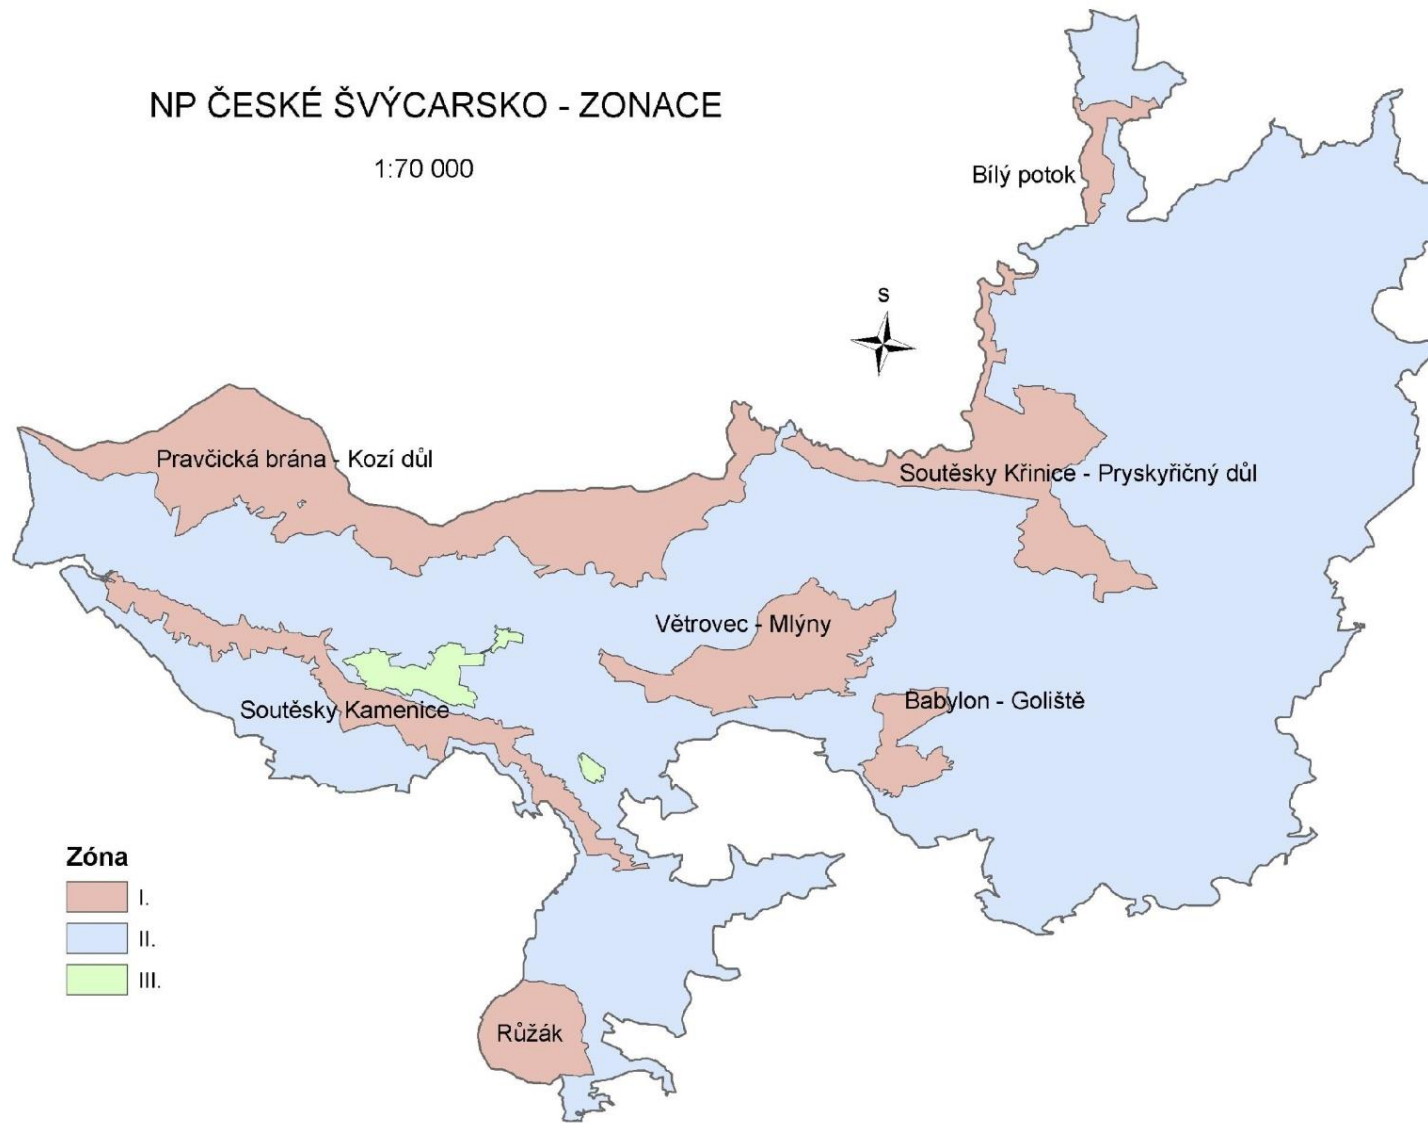 NP ČESKÉ ŠVÝCARSKO - ZONACE
1:70 000
Bílý potok
S
Pravčická brána - Kozí důl
Soutěsky Křinice - Pryskyřičný důl
Větrovec - Mlýny
Babylon - Goliště
Soutěsky Kamenice
Zóna
I.
II.
III.
Růžák